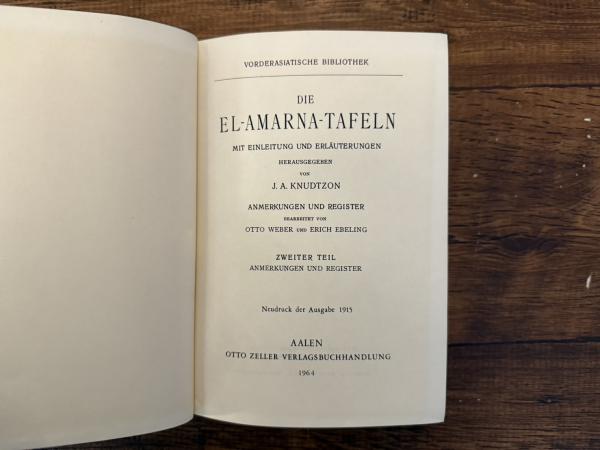 VORDERASIATISCHE BIBLIOTHEK
DIE
EL-AMARNA-TAFELN
MIT EINLEITUNG UND ERLÄUTERUNGEN
HERAUSGEGEBEN
VON
J. A. KNUDTZON
ANMERKUNGEN UND REGISTER
BEARBEITET VON
OTTO WEBER UND ERICH EBELING
ZWEITER TEIL
ANMERKUNGEN UND REGISTER
Neudruck der Ausgabe 1915
AALEN
OTTO ZELLER VERLAGSBUCHHANDLUNG
1964